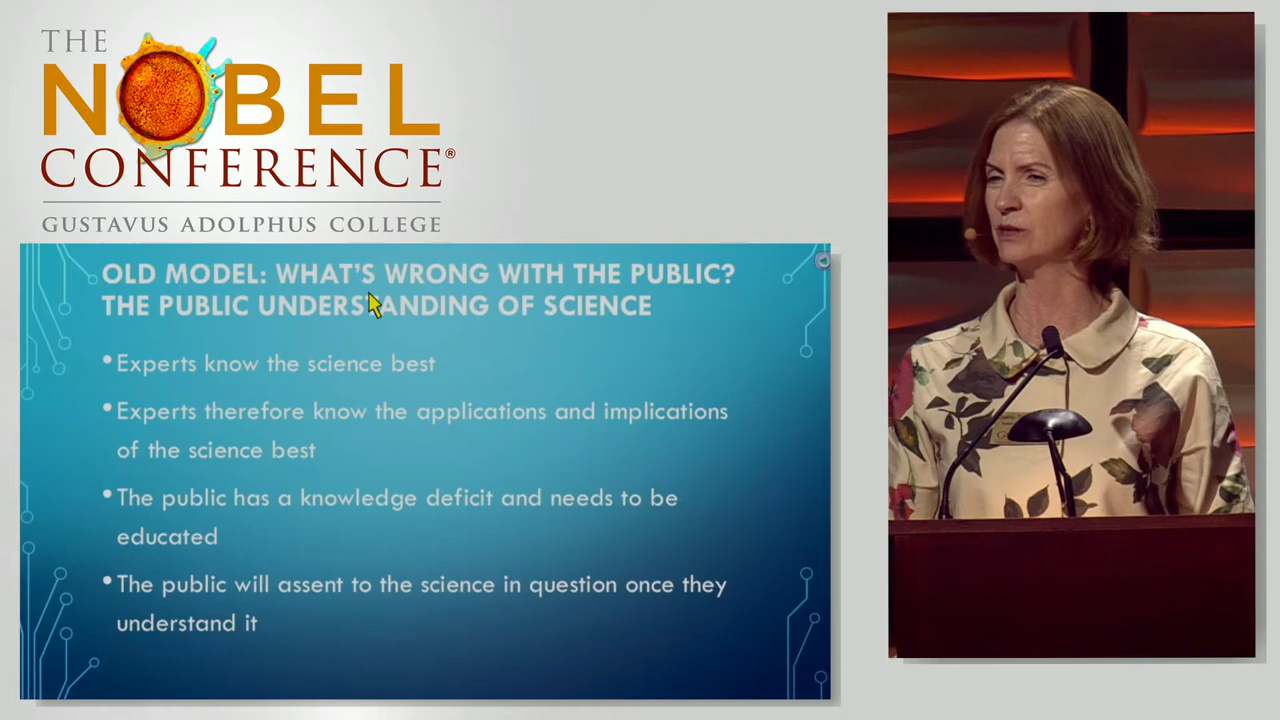 THE
NOBEL
CONFERENCE®
GUSTAVUS ADOLPHUS COLLEGE
OLD MODEL: WHAT'S WRONG WITH THE PUBLIC?
THE PUBLIC UNDERSTANDING OF SCIENCE
•Experts know the science best
•Experts therefore know the applications and implications
of the science best
•The public has a knowledge deficit and needs to be
educated
•The public will assent to the science in question once they
understand it